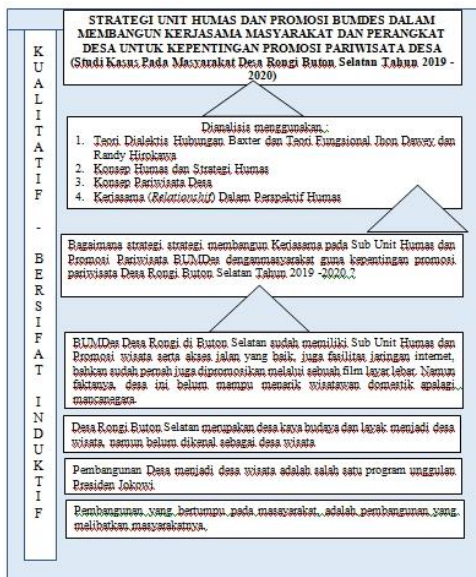 STRATEGI UNIT HUMAS DAN PROMOSI BUMDES DALAM
MEMBANGUN KERJASAMA MASYARAKAT DAN PERANGKAT
DESA UNTUK KEPENTINGAN PROMOSI PARIWISATA DESA
(Studi Kasus Pada Masyarakat Desa Rongi Buton Selatan Tahun 2019 -
2020)
KUALITATIF - BERSIFAT INDUKTIF
Dianalisis menggunakan :
1. Teori Dialektis Hubungan Baxter dan Teori Fungsional Jhon Dawey dan
Randy Hirokawa
2. Konsep Humas dan Strategi Humas
3. Konsep Pariwisata Desa
4. Kerjasama (Relationshif) Dalam Perspektif Humas
Bagaimana strategi strategi membangun Kerjasama pada Sub Unit Humas dan
Promosi Pariwisata BUMDes denganmasyarakat guna kepentingan promosi
pariwisata Desa Rongi Buton Selatan Tahun 2019 -2020 ?
BUMDes Desa Rongi di Buton Selatan sudah memiliki Sub Unit Humas dan
Promosi wisata serta akses jalan yang baik, juga fasilitas jaringan internet,
bahkan sudah pernah juga dipromosikan melalui sebuah film layar lebar. Namun
faktanya, desa ini belum mampu menarik wisatawan domestik apalagi
mancanegara.
Desa Rongi Buton Selatan merupakan desa kaya budaya dan layak menjadi desa
wisata, namun belum dikenal sebagai desa wisata
Pembangunan Desa menjadi desa wisata adalah salah satu program unggulan
Presiden Jokowi
Pembangunan yang bertumpu pada masayarakat, adalah pembangunan yang
melibatkan masyarakatnya,